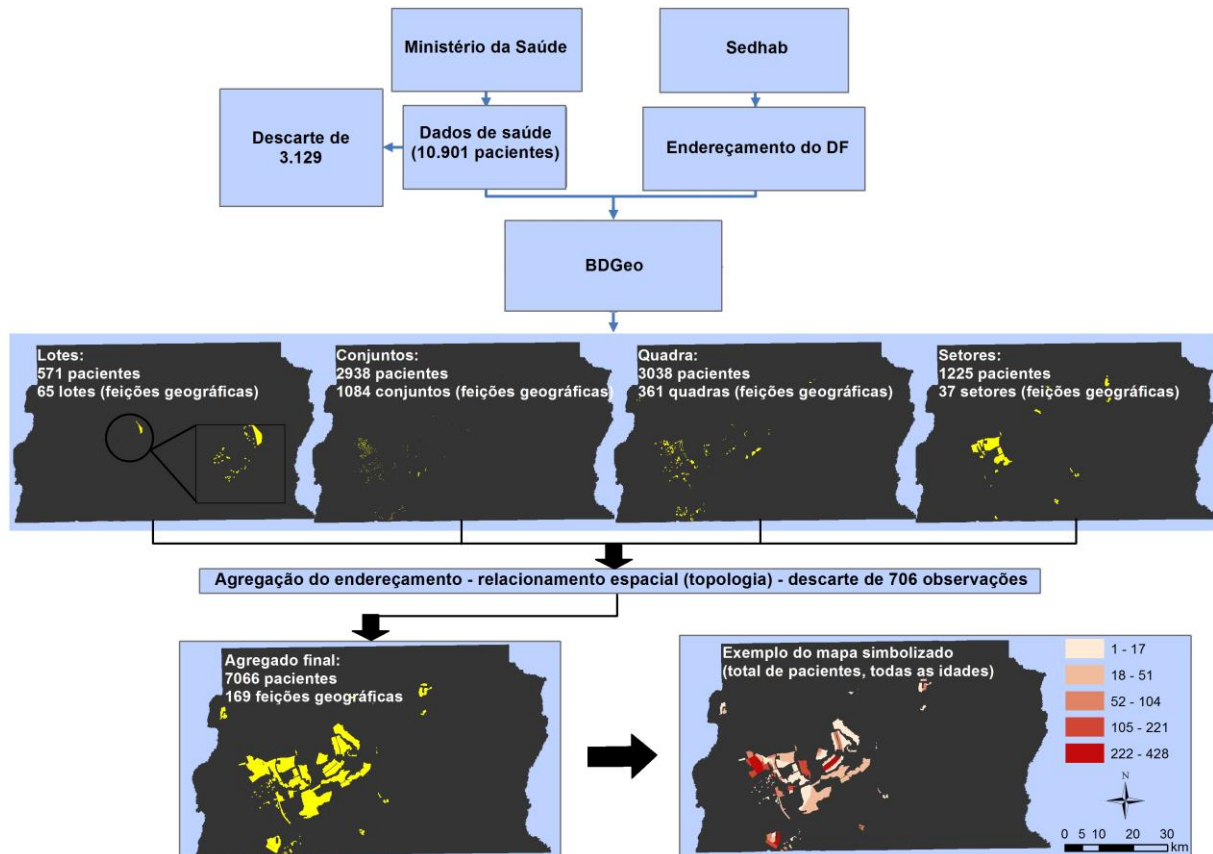 Ministério da Saúde
Sedhab
Descarte de
3.129
Dados de saúde
(10.901 pacientes)
Endereçamento do DF
BDGeo
Lotes:
571 pacientes
65 lotes (feições geográficas)
Conjuntos:
2938 pacientes
1084 conjuntos (feições geográficas)
Quadra:
3038 pacientes
361 quadras (feições geográficas)
Setores:
1225 pacientes
37 setores (feições geográficas)
Agregação do endereçamento - relacionamento espacial (topologia) - descarte de 706 observações
Agregado final:
7066 pacientes
169 feições geográficas
Exemplo do mapa simbolizado
(total de pacientes, todas as idades)
1 - 17
18 - 51
52 - 104
105 - 221
222 - 428
N
0 5 10 20 30
km